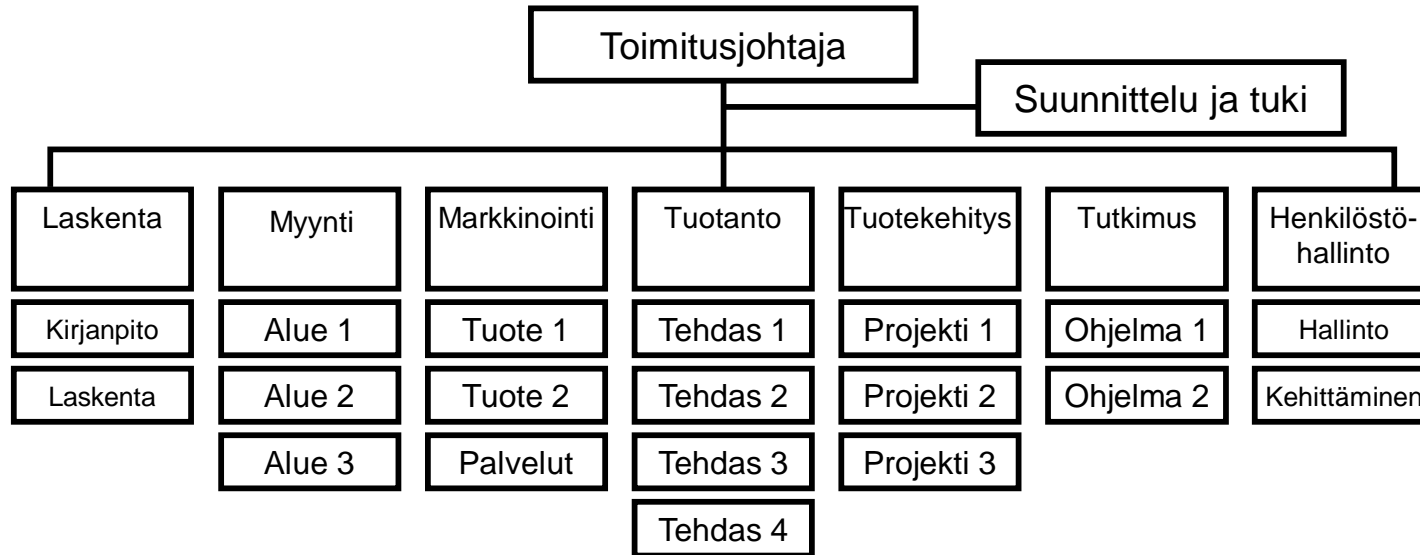 Toimitusjohtaja
Suunnittelu ja tuki
Laskenta
Myynti
Markkinointi
Tuotanto
Tuotekehitys
Tutkimus
Henkilöstö-
hallinto
Kirjanpito
Alue 1
Tuote 1
Tehdas 1
Projekti 1
Ohjelma 1
Hallinto
Laskenta
Alue 2
Tuote 2
Tehdas 2
Projekti 2
Ohjelma 2
Kehittäminen
Alue 3
Palvelut
Tehdas 3
Projekti 3
Tehdas 4